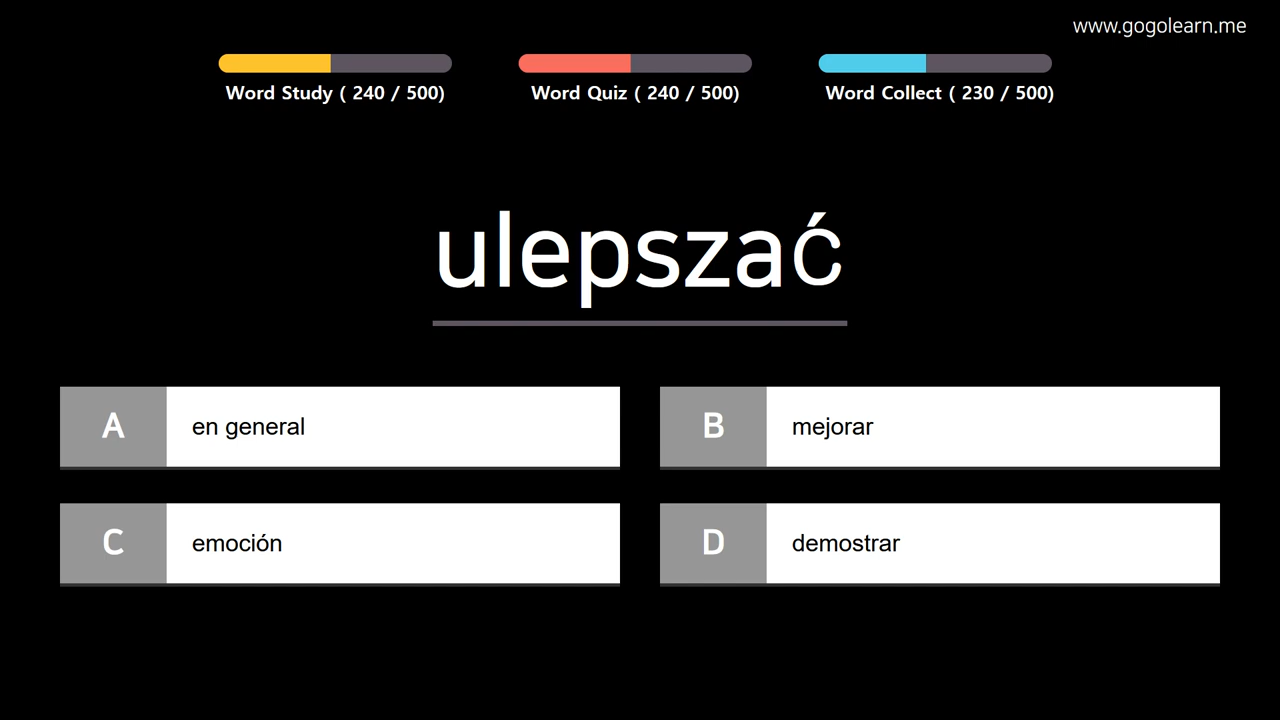 www.gogolearn.me
Word Study ( 240 / 500)
Word Quiz ( 240 / 500)
Word Collect ( 230 / 500)
ulepszać
A
en general
B
mejorar
C
emoción
D
demostrar